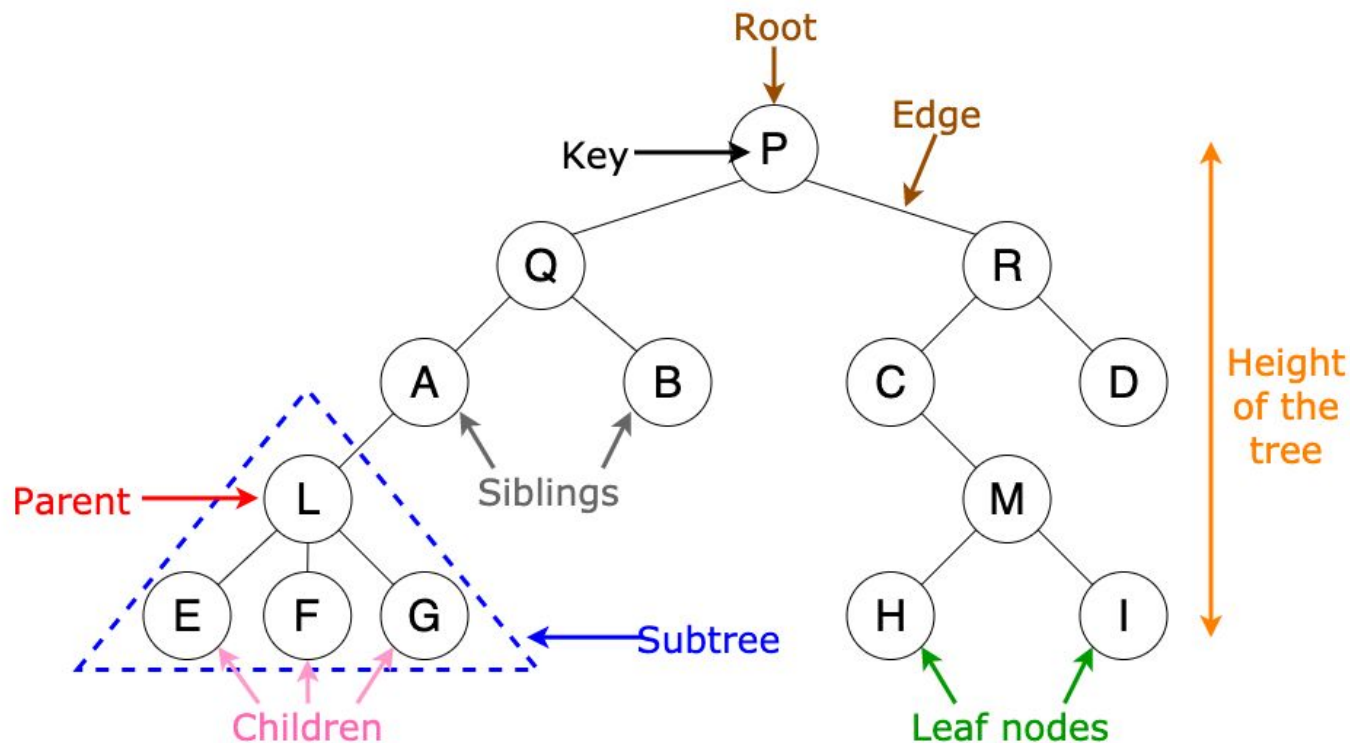 Root
Edge
Key
P
Q
R
A
B
C
D
Height
of the
tree
Siblings
Parent
L
M
E
F
G
H
I
Subtree
Children
Leaf nodes